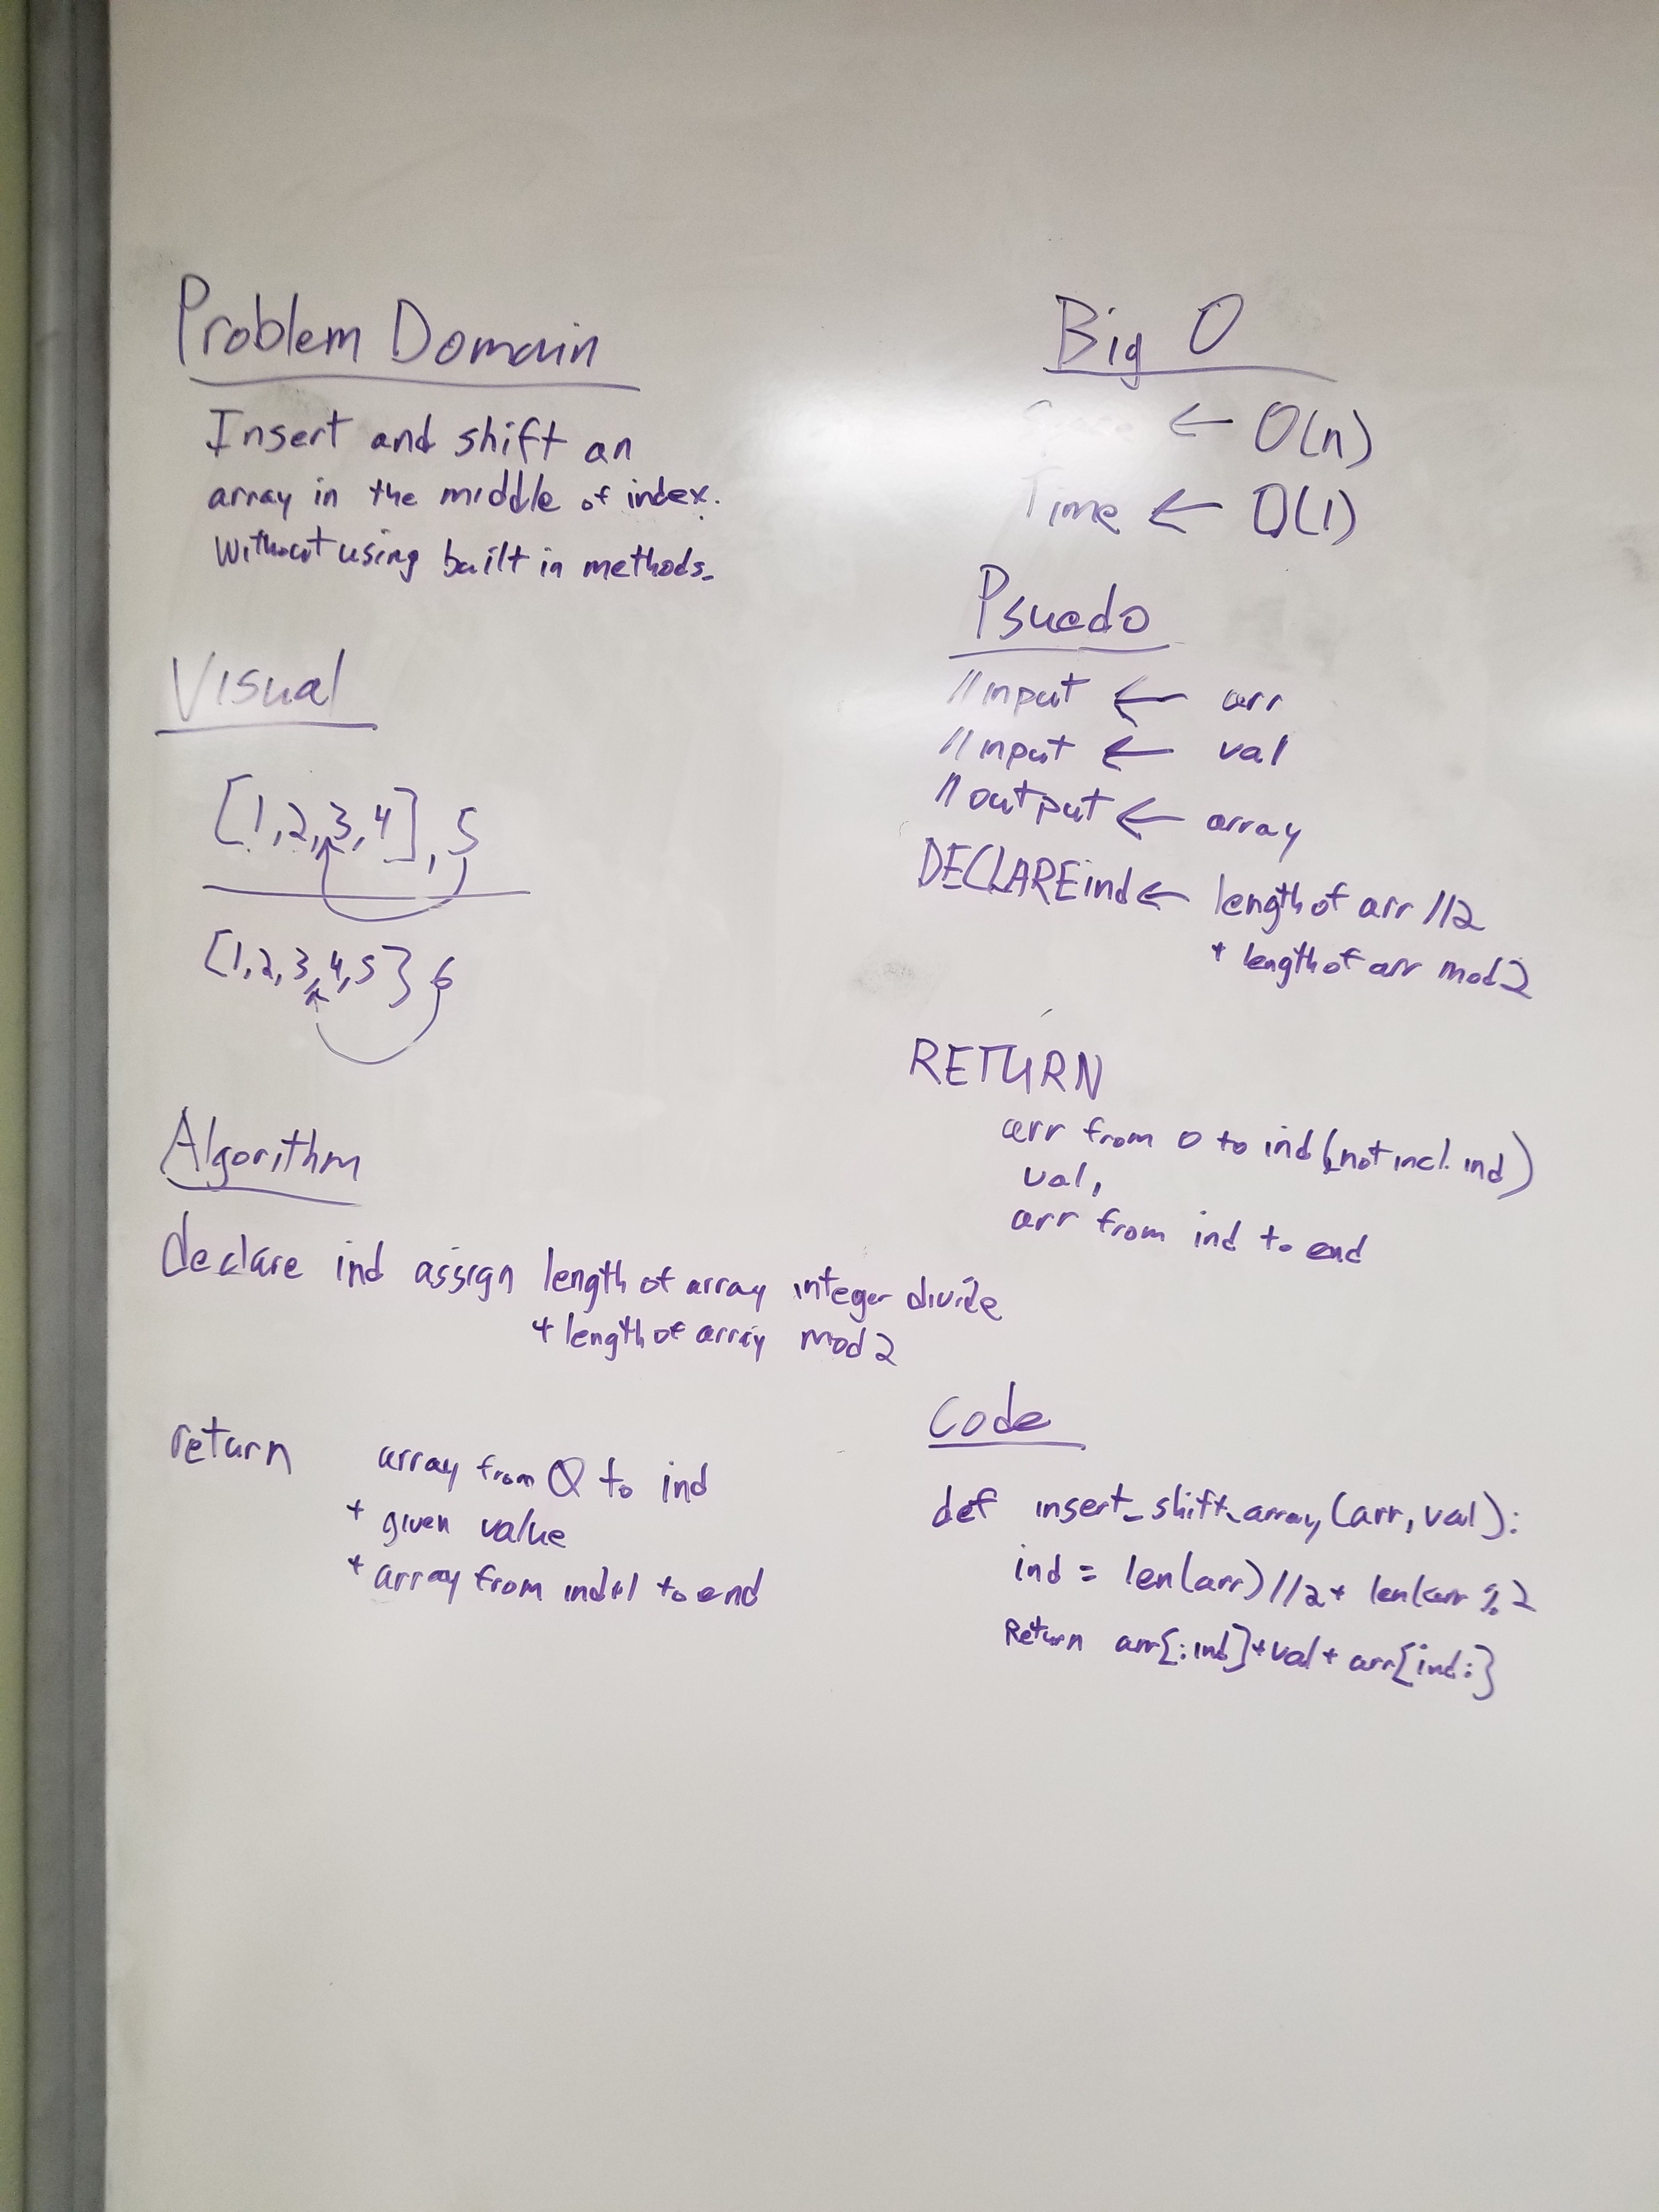 Problem Domain
Insert and shift an
array in the middle of index.
Without using built in methods.
Visual
[1,2,3,4], 5
[1,2,3,4,5] 6
Algorithm
declare ind assign length of array integer divide
+ length of array mod 2
return array from 0 to ind
+ given value
+ array from ind+1 to end
Big O
Space ← O(n)
Time ← O(1)
Psuedo
//input ← arr
//input ← val
//output ← array
DECLARE ind ← length of arr //2
+ length of arr mod 2
RETURN
arr from 0 to ind (not incl. ind)
val,
arr from ind to end
Code
def insert_shift_array(arr, val):
ind = len(arr)//2 + len(arr % 2
Return arr[:ind]+val+arr[ind:]